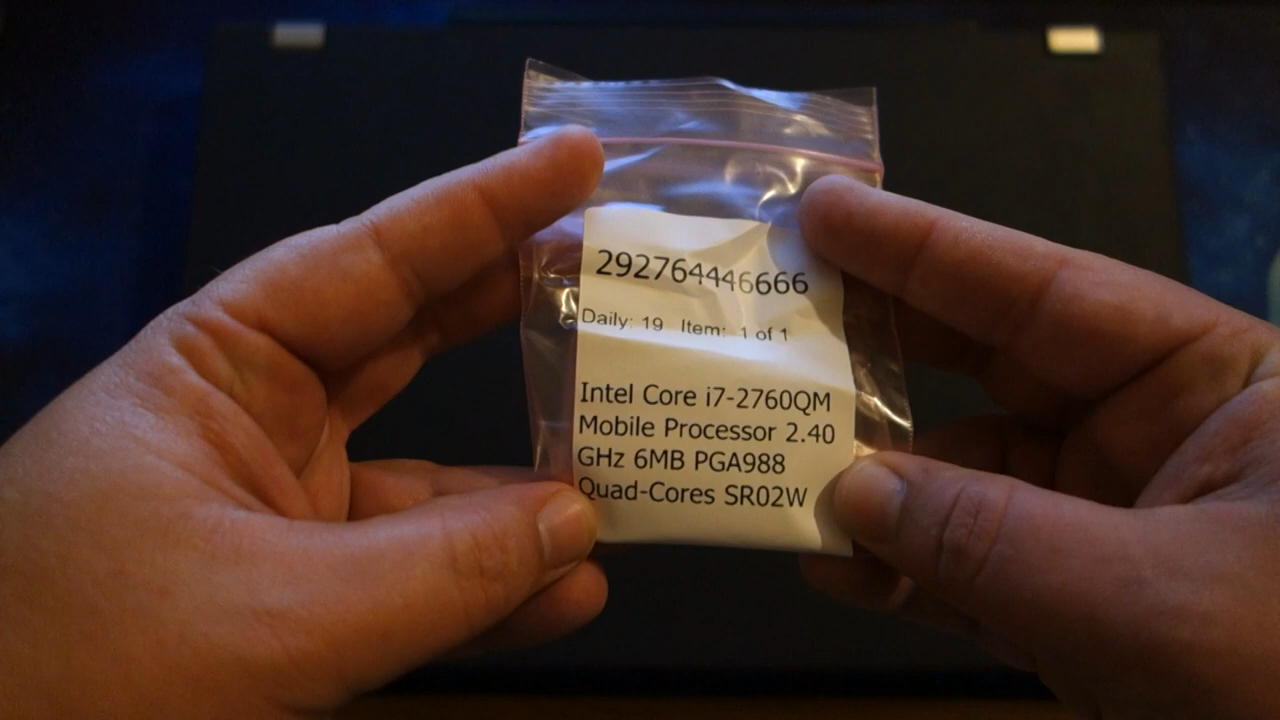 292764446666
Daily: 19 Item: 1 of 1
Intel Core i7-2760QM
Mobile Processor 2.40
GHz 6MB PGA988
Quad-Cores SR02W